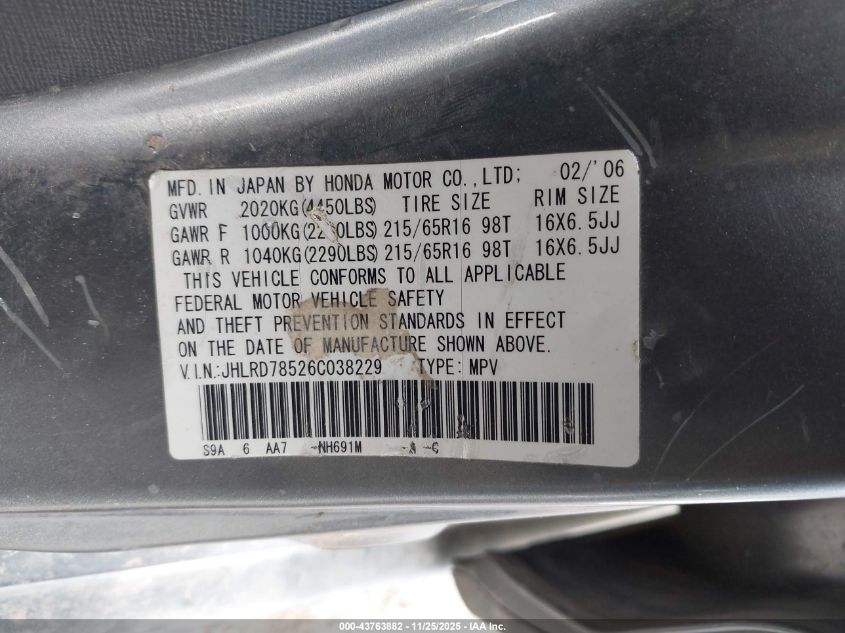 MFD. IN JAPAN BY HONDA MOTOR CO., LTD: 02/'06
GVWR 2020KG(4450LBS) TIRE SIZE RIM SIZE
GAWR F 1000KG 215/65R16 98T 16X6.5JJ
GAWR R 1040KG(2290LBS) 215/65R16 98T 16X6.5JJ
THIS VEHICLE CONFORMS TO ALL APPLICABLE
FEDERAL MOTOR VEHICLE SAFETY
AND THEFT PREVENTION STANDARDS IN EFFECT
ON THE DATE OF MANUFACTURE SHOWN ABOVE.
V.I.N.:JHLRD78526C038229 TYPE: MPV
S9A 6 AA7 -NH691M -A -C
000-43763882 - 11/25/2025 - IAAI.com